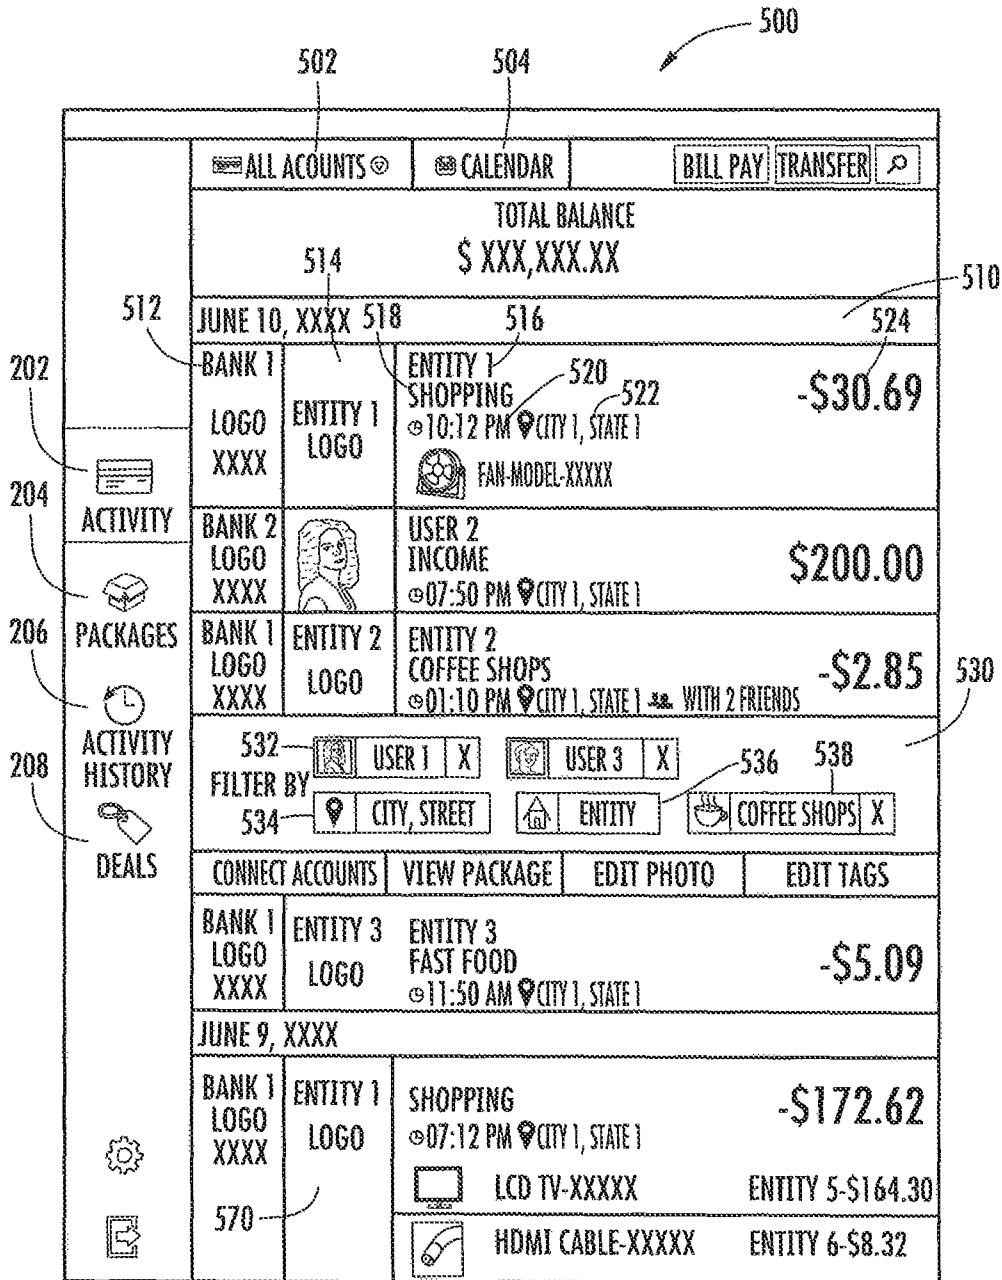 500
502
504
ALL ACOUNTS
CALENDAR
BILL PAY
TRANSFER
TOTAL BALANCE
$ XXX,XXX.XX
514
510
512
JUNE 10, XXXX
518
516
524
BANK 1
LOGO
XXXX
ENTITY 1
LOGO
ENTITY 1
SHOPPING
520
522
10:12 PM CITY 1, STATE 1
FAN-MODEL-XXXXX
-$30.69
202
ACTIVITY
204
BANK 2
LOGO
XXXX
USER 2
INCOME
07:50 PM CITY 1, STATE 1
$200.00
PACKAGES
206
BANK 1
LOGO
XXXX
ENTITY 2
LOGO
ENTITY 2
COFFEE SHOPS
01:10 PM CITY 1, STATE 1 WITH 2 FRIENDS
-$2.85
530
ACTIVITY
HISTORY
208
DEALS
532
USER 1 X
USER 3 X
536
538
FILTER BY
534
CITY, STREET
ENTITY
COFFEE SHOPS X
CONNECT ACCOUNTS
VIEW PACKAGE
EDIT PHOTO
EDIT TAGS
BANK 1
LOGO
XXXX
ENTITY 3
LOGO
ENTITY 3
FAST FOOD
11:50 AM CITY 1, STATE 1
-$5.09
JUNE 9, XXXX
BANK 1
LOGO
XXXX
ENTITY 1
LOGO
570
SHOPPING
07:12 PM CITY 1, STATE 1
-$172.62
LCD TV-XXXXX
ENTITY 5-$164.30
HDMI CABLE-XXXXX
ENTITY 6-$8.32